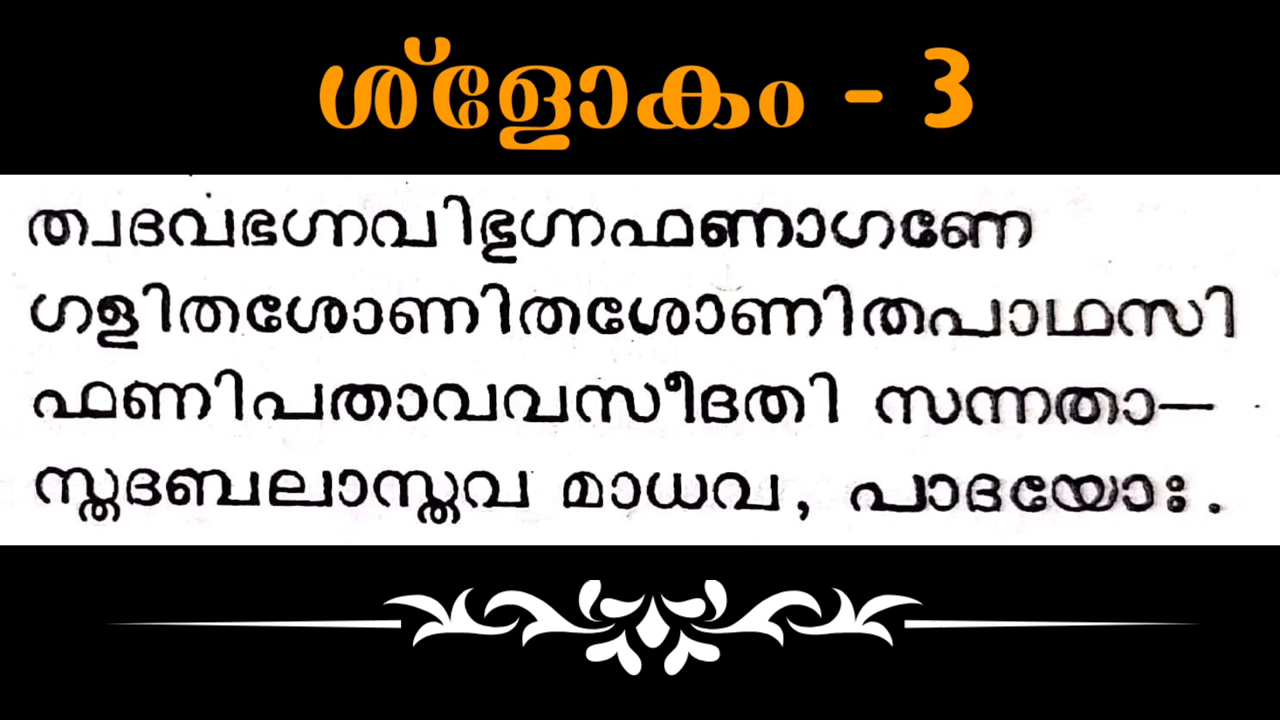 ശ്ളോകം - 3
ത്വദവഭഗ്നവിഭുഗ്നഫണാഗണേ
ഗളിതശോണിതശോണിതപാഥസി
ഫണിപതാവവസീദതി സന്നതാ—
സ്തദബലാസ്തവ മാധവ, പാദയോഃ.